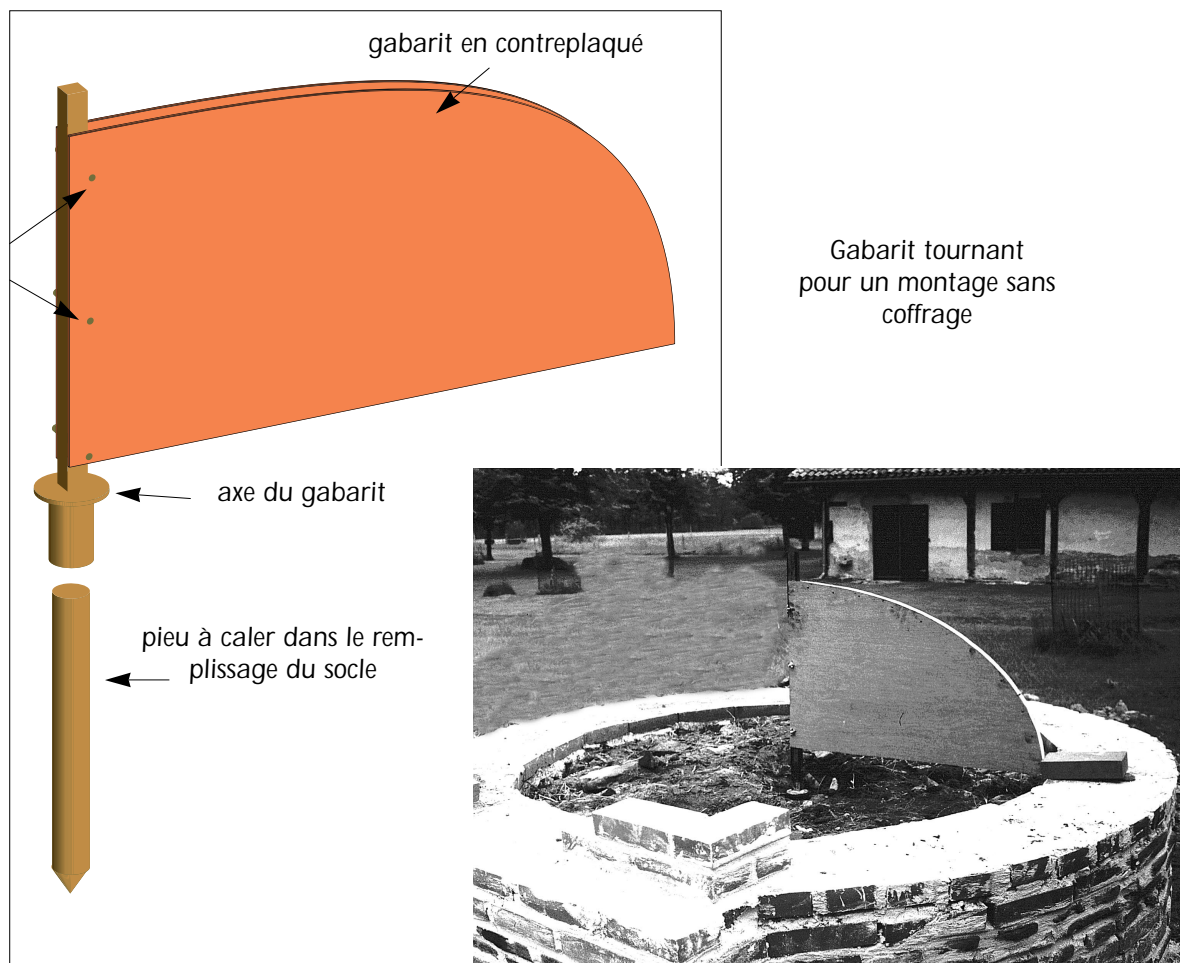 gabarit en contreplaqué
Gabarit tournant
pour un montage sans
coffrage
axe du gabarit
pieu à caler dans le rem-
plissage du socle